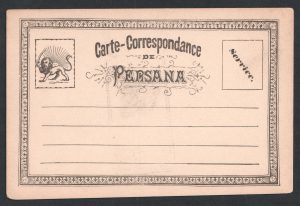 Carte-Correspondance
DE
PERSANA
Service.